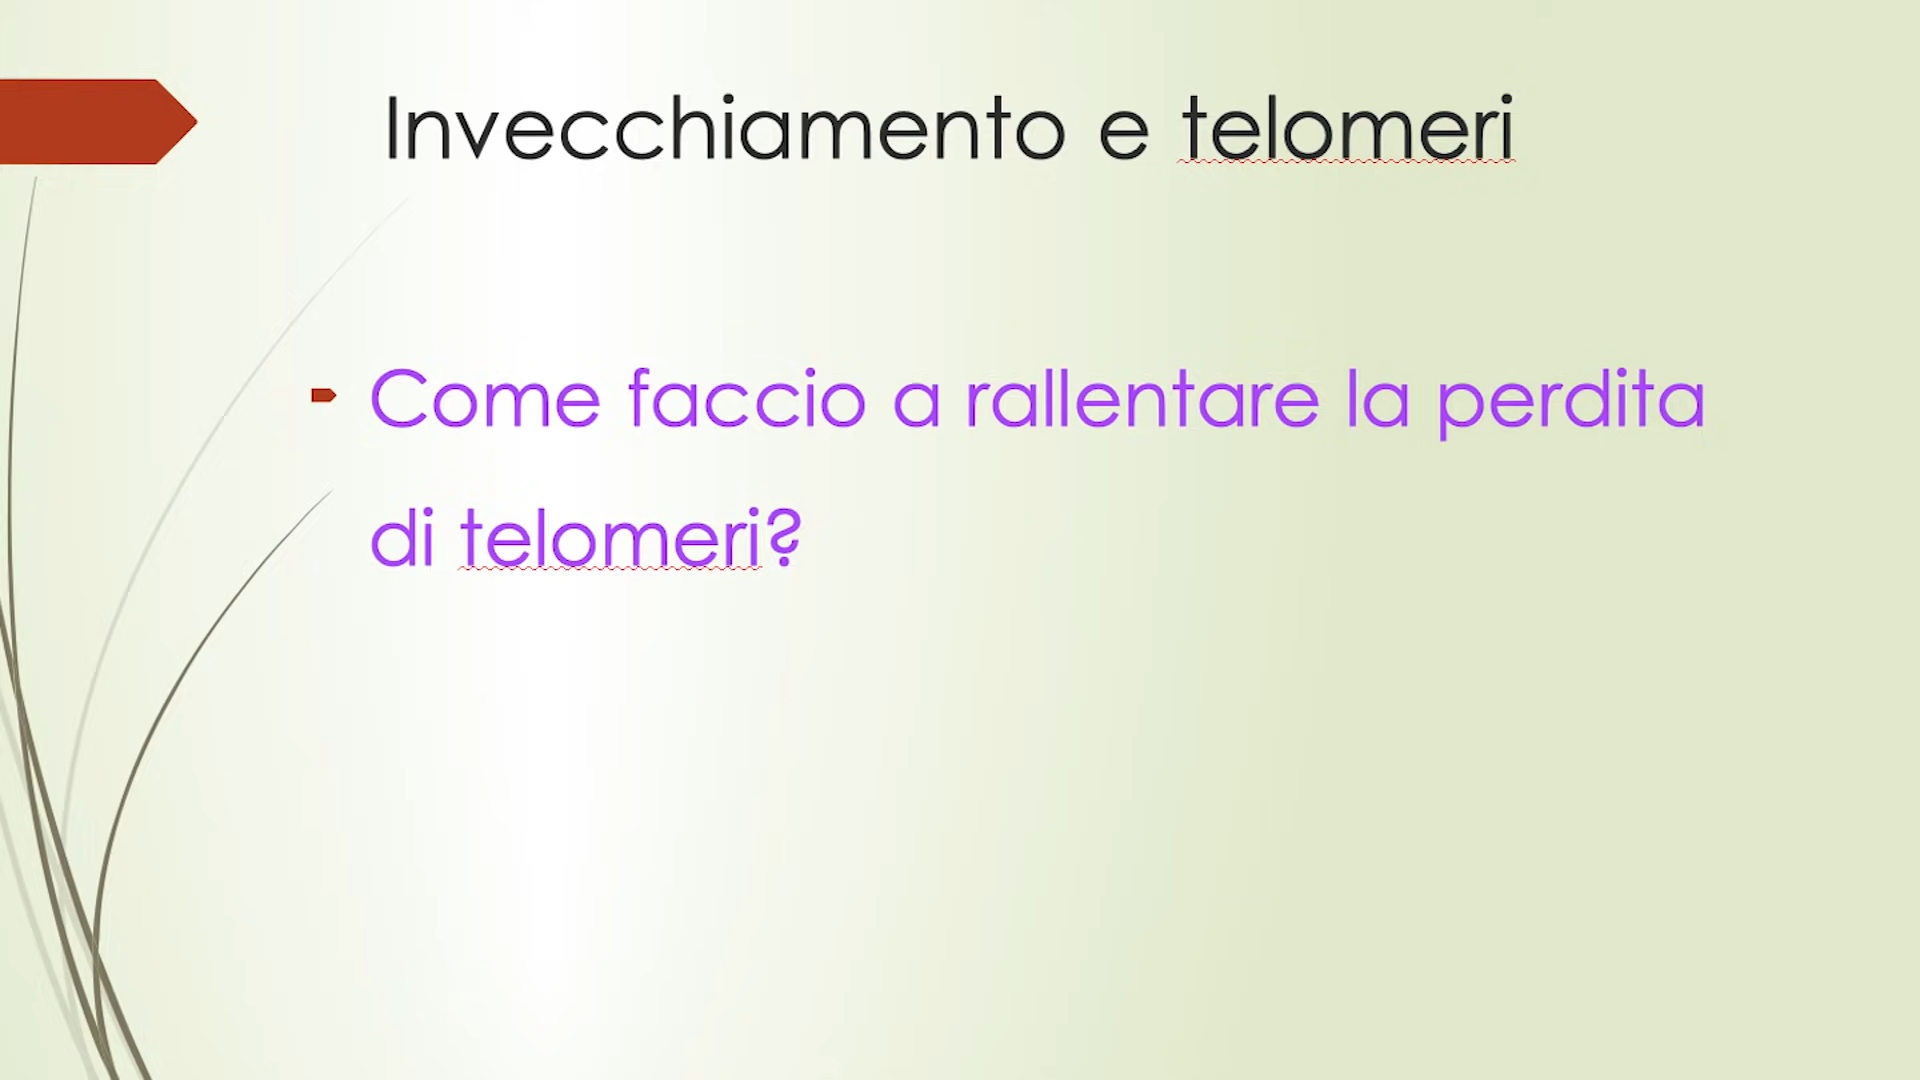 Invecchiamento e telomeri
Come faccio a rallentare la perdita
di telomeri?